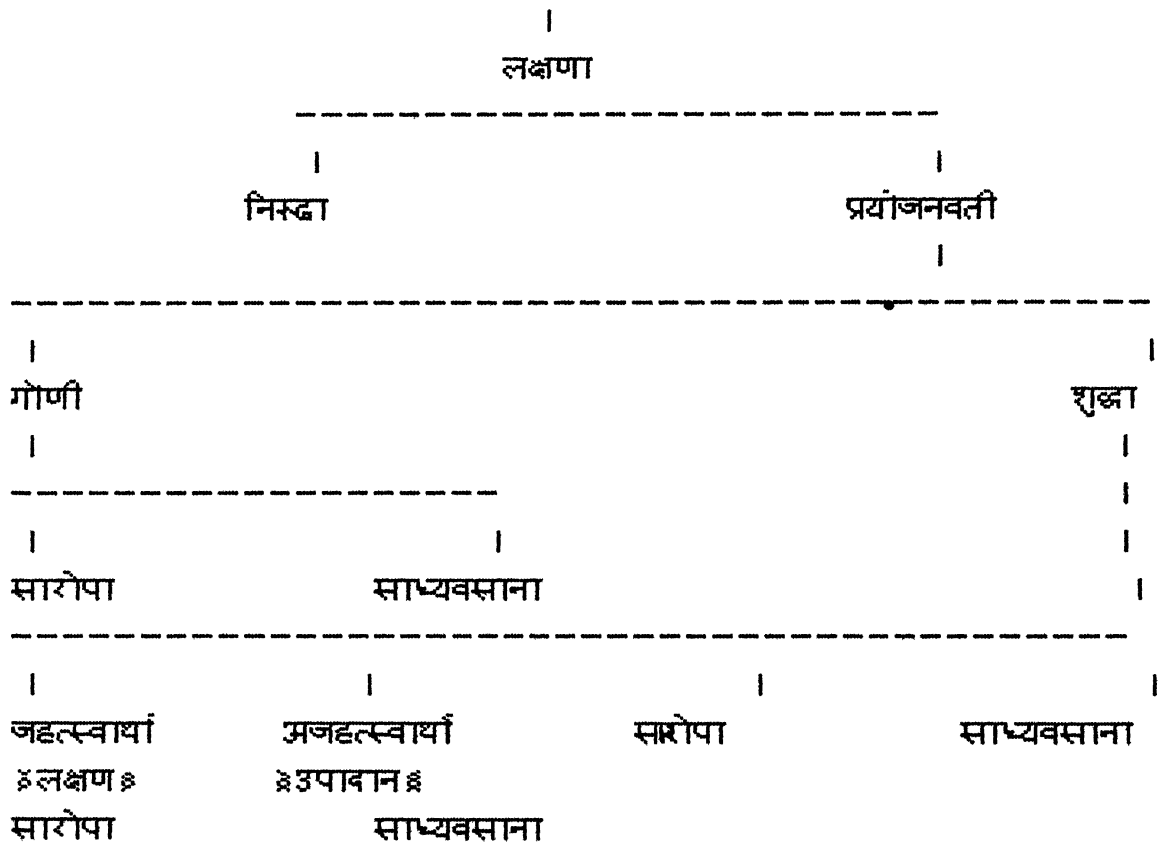 लक्षणा
निरूढा प्रयोजनवती
गौणी शुद्धा
सारोपा साध्यवसाना
जहत्स्वार्था अजहत्स्वार्था सारोपा साध्यवसाना
लक्षण उपादान
सारोपा साध्यवसाना